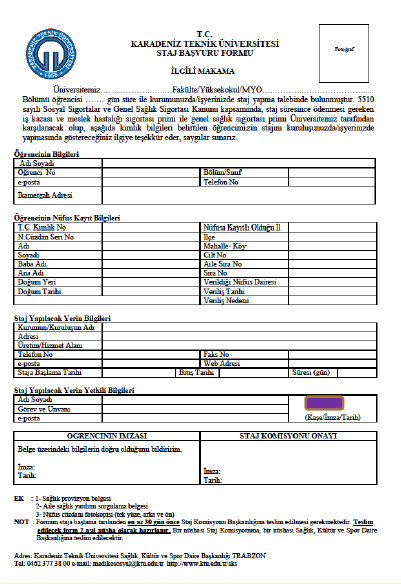 T.C.
KARADENİZ TEKNİK ÜNİVERSİTESİ
STAJ BAŞVURU FORMU
Fotoğraf
İLGİLİ MAKAMA
Üniversitemiz……………………Fakülte/Yüksekokul/MYO……………………
Bölümü öğrencisi …….. gün süre ile kurumunuzda/işyerinizde staj yapma talebinde bulunmuştur. 5510
sayılı Sosyal Sigortalar ve Genel Sağlık Sigortası Kanunu kapsamında, staj süresince ödenmesi gereken
iş kazası ve meslek hastalığı sigortası primi ile genel sağlık sigortası primi Üniversitemiz tarafından
karşılanacak olup, aşağıda kimlik bilgileri belirtilen öğrencimizin stajını kuruluşunuzda/işyerinizde
yapmasında göstereceğiniz ilgiye teşekkür eder, saygılar sunarız.
Öğrencinin Bilgileri
Adı Soyadı
Öğrenci No Bölüm/Sınıf
e-posta Telefon No
İkametgah Adresi
Öğrencinin Nüfus Kayıt Bilgileri
T.C. Kimlik No Nüfusa Kayıtlı Olduğu İl
N.Cüzdan Seri No İlçe
Adı Mahalle- Köy
Soyadı Cilt No
Baba Adı Aile Sıra No
Ana Adı Sıra No
Doğum Yeri Verildiği Nüfus Dairesi
Doğum Tarihi Veriliş Tarihi
Veriliş Nedeni
Staj Yapılacak Yerin Bilgileri
Kurumun/Kuruluşun Adı
Adresi
Üretim/Hizmet Alanı
Telefon No Faks No
e-posta Web Adresi
Staja Başlama Tarihi Bitiş Tarihi Süresi (gün)
Staj Yapılacak Yerin Yetkili Bilgileri
Adı Soyadı
Görev ve Unvanı
e-posta (Kaşe/İmza/Tarih)
ÖĞRENCİNİN İMZASI STAJ KOMİSYONU ONAYI
Belge üzerindeki bilgilerin doğru olduğunu bildiririm.
İmza: İmza:
Tarih: Tarih:
EK : 1- Sağlık provizyon belgesi
2- Aile sağlık yardım sorgulama belgesi
3- Nüfus cüzdanı fotokopisi (tek yüze, arka ve ön)
NOT : Formun staja başlama tarihinden en az 30 gün önce Staj Komisyon Başkanlığına teslim edilmesi gerekmektedir. Teslim
edilecek form 2 asıl nüsha olarak hazırlanır. Bir nüshası Staj Komisyonuna, bir nüshası Sağlık, Kültür ve Spor Daire
Başkanlığına teslim edilecektir.
Adres: Karadeniz Teknik Üniversitesi Sağlık, Kültür ve Spor Daire Başkanlığı TRABZON
Tel: 0462 377 38 00 e-mail: medikososyal@ktu.edu.tr http://www.ktu.edu.tr/sks